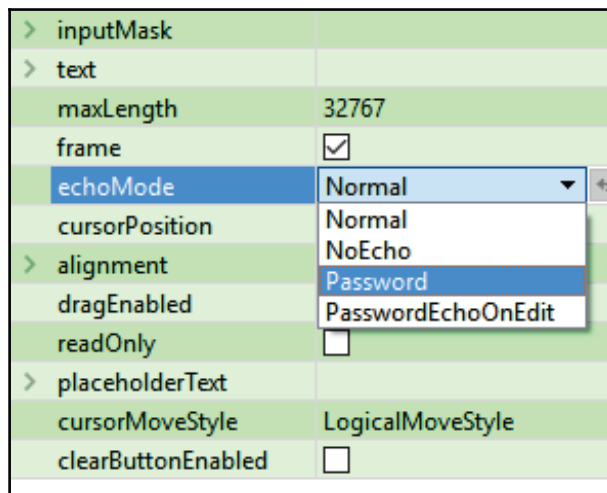 inputMask
text
maxLength 32767
frame
echoMode Normal
Normal
cursorPosition
NoEcho
alignment
Password
dragEnabled
PasswordEchoOnEdit
readOnly
placeholderText
cursorMoveStyle LogicalMoveStyle
clearButtonEnabled